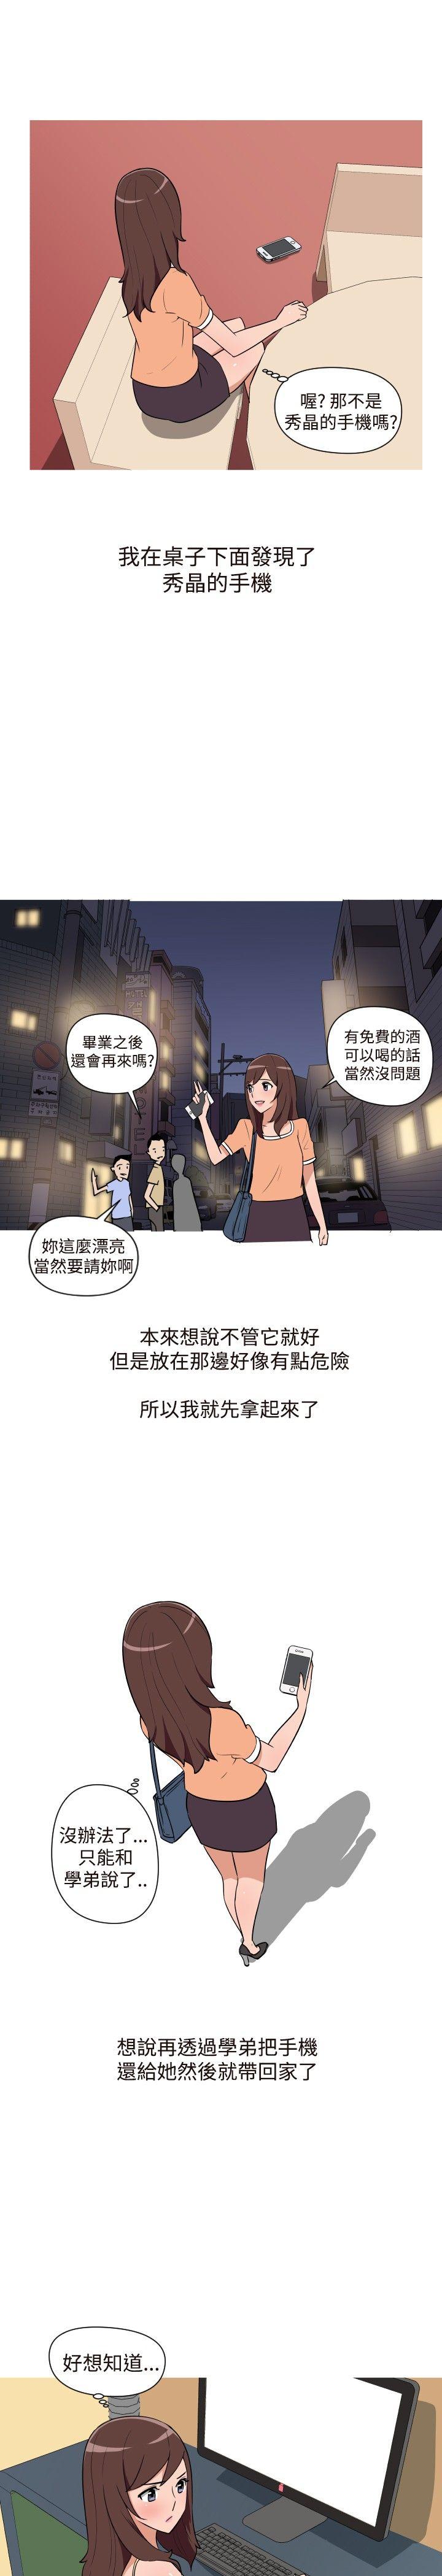 喔? 那不是
秀晶的手機嗎?
我在桌子下面發現了
秀晶的手機
畢業之後
還會再來嗎?
有免費的酒
可以喝的話
當然沒問題
妳這麼漂亮
當然要請妳啊
本來想說不管它就好
但是放在那邊好像有點危險
所以我就先拿起來了
沒辦法了...
只能和
學弟說了..
想說再透過學弟把手機
還給她然後就帶回家了
好想知道...